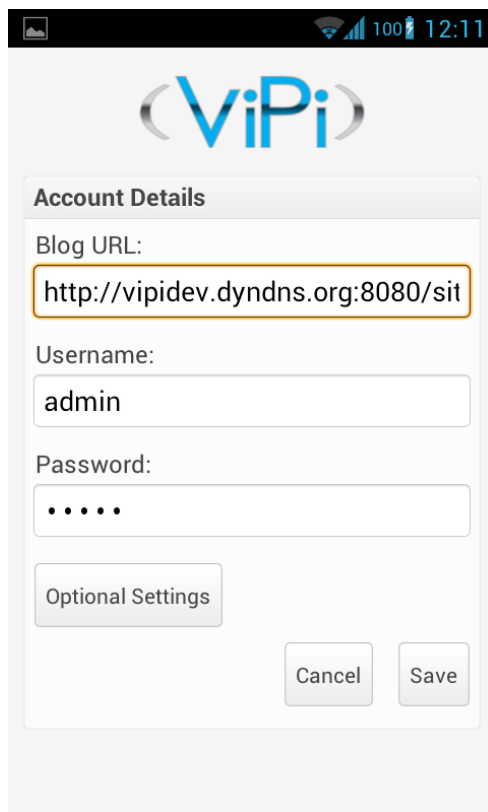 100 12:11
(ViPi)
Account Details
Blog URL:
http://vipidev.dyndns.org:8080/sit
Username:
admin
Password:
•••••
Optional Settings
Cancel Save